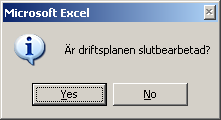 Microsoft Excel
Är driftsplanen slutbearbetad?
Yes
No